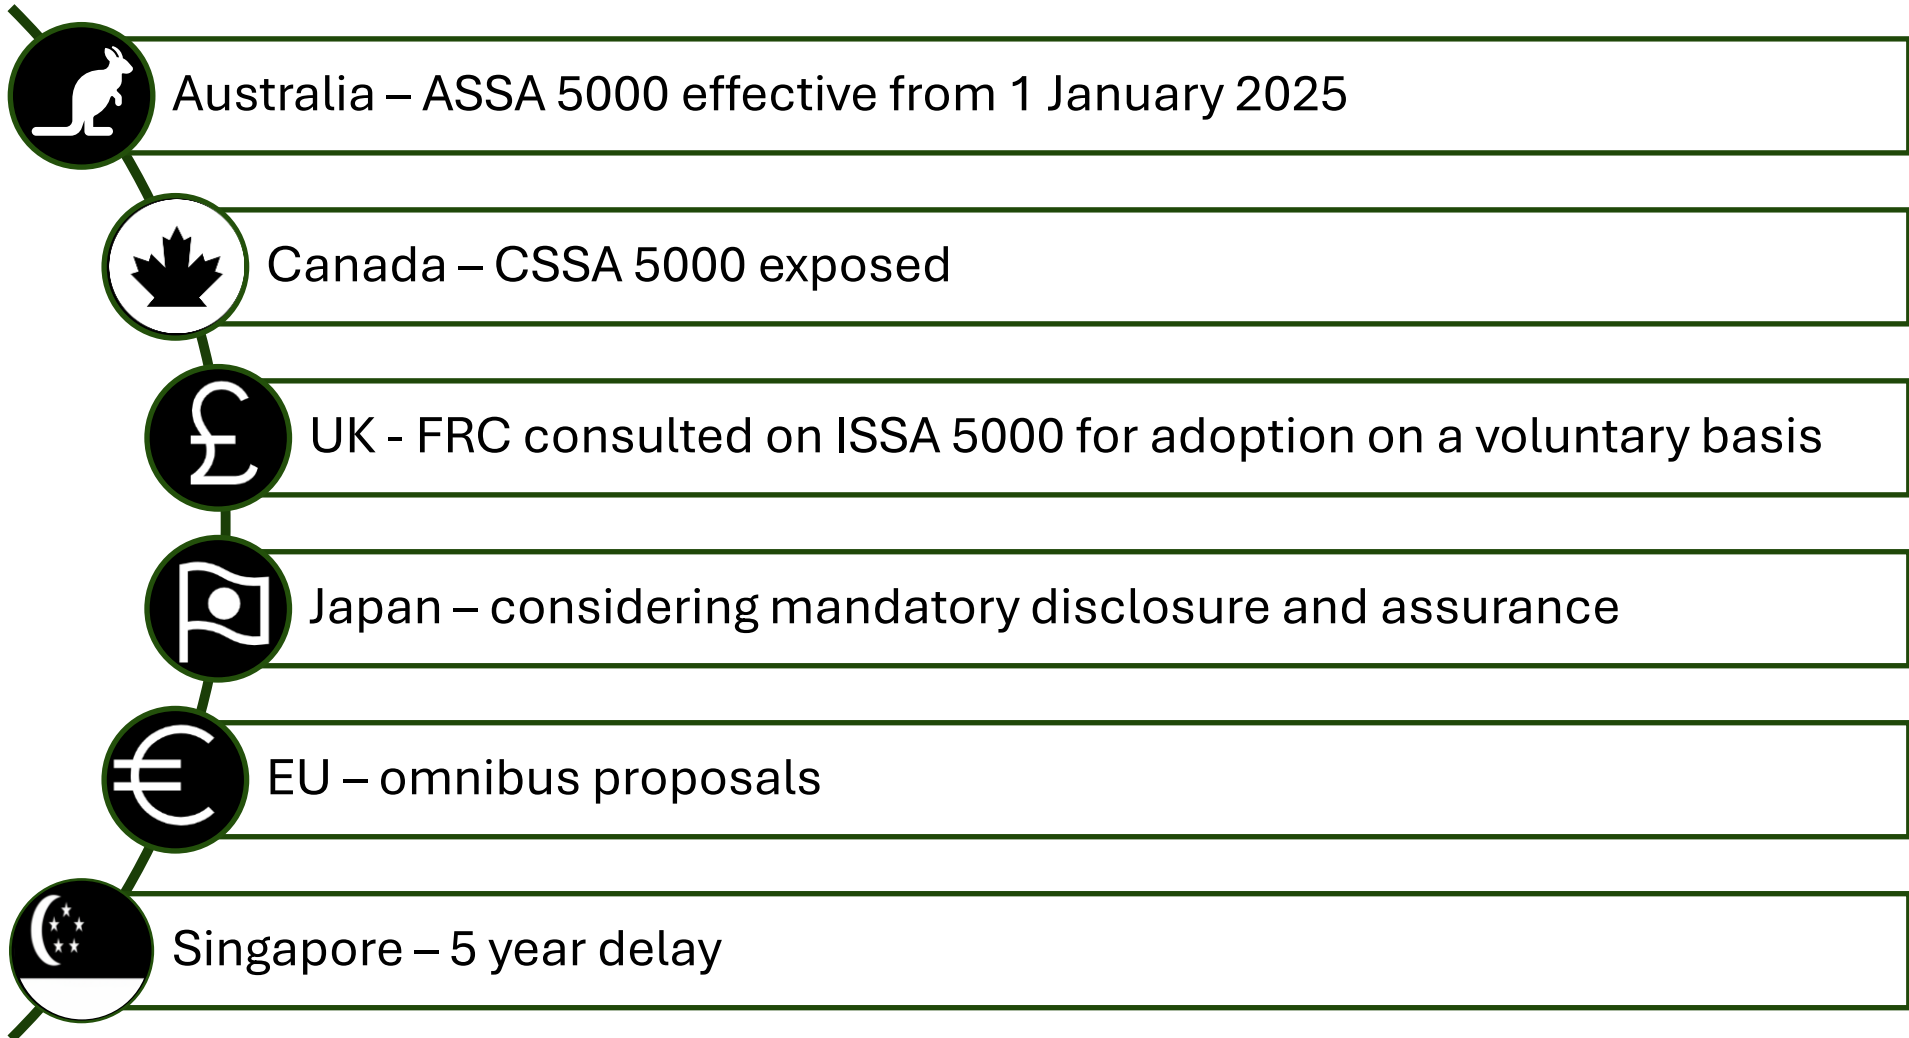 Australia – ASSA 5000 effective from 1 January 2025
Canada – CSSA 5000 exposed
UK - FRC consulted on ISSA 5000 for adoption on a voluntary basis
Japan – considering mandatory disclosure and assurance
EU – omnibus proposals
Singapore – 5 year delay